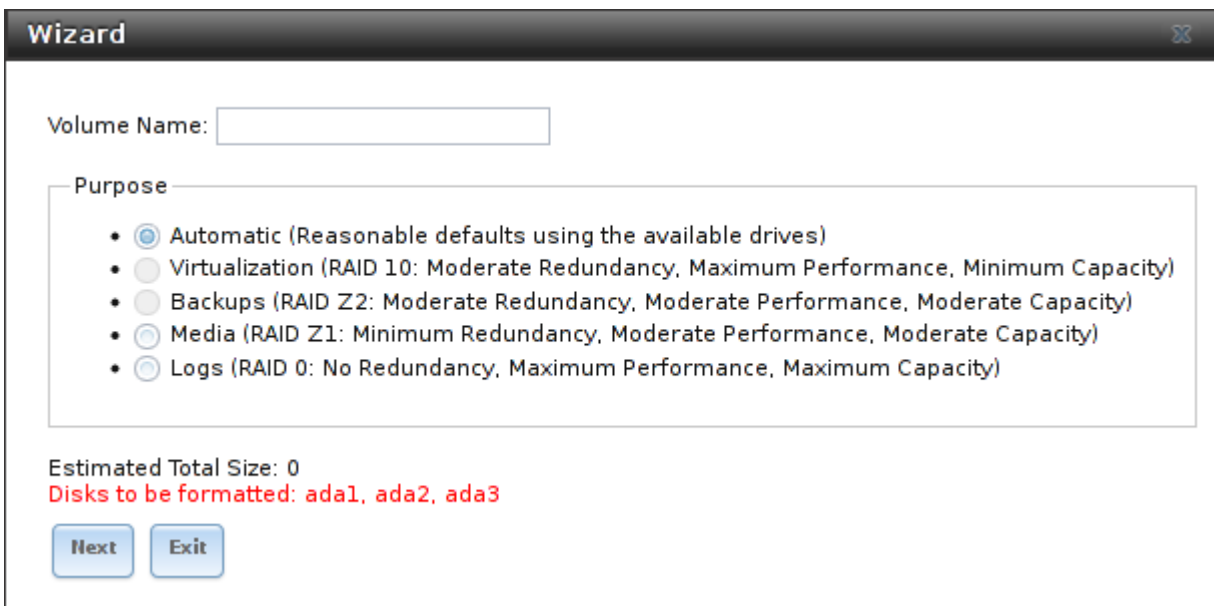 Wizard
Volume Name:
Purpose
Automatic (Reasonable defaults using the available drives)
Virtualization (RAID 10: Moderate Redundancy, Maximum Performance, Minimum Capacity)
Backups (RAID Z2: Moderate Redundancy, Moderate Performance, Moderate Capacity)
Media (RAID Z1: Minimum Redundancy, Moderate Performance, Moderate Capacity)
Logs (RAID 0: No Redundancy, Maximum Performance, Maximum Capacity)
Estimated Total Size: 0
Disks to be formatted: ada1, ada2, ada3
Next Exit